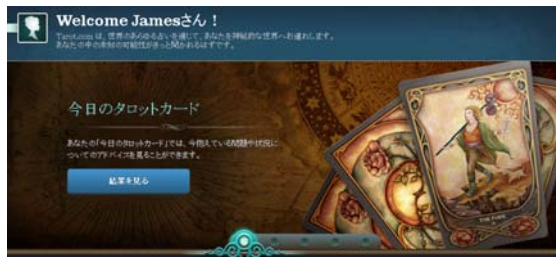 Welcome Jamesさん！
Tarot.com は、世界のあらゆる占いを通じて、あなたを神秘的な世界へお連れします。
あなたの中の未知の可能性がきっと開かれるはずです。
今日のタロットカード
あなたの「今日のタロットカード」では、今抱えている問題や状況に
ついてのアドバイスを見ることができます。
結果を見る
THE FOOL